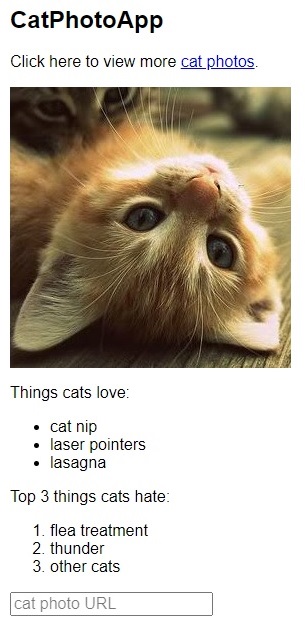 CatPhotoApp
Click here to view more cat photos.
Things cats love:
• cat nip
• laser pointers
• lasagna
Top 3 things cats hate:
1. flea treatment
2. thunder
3. other cats
cat photo URL